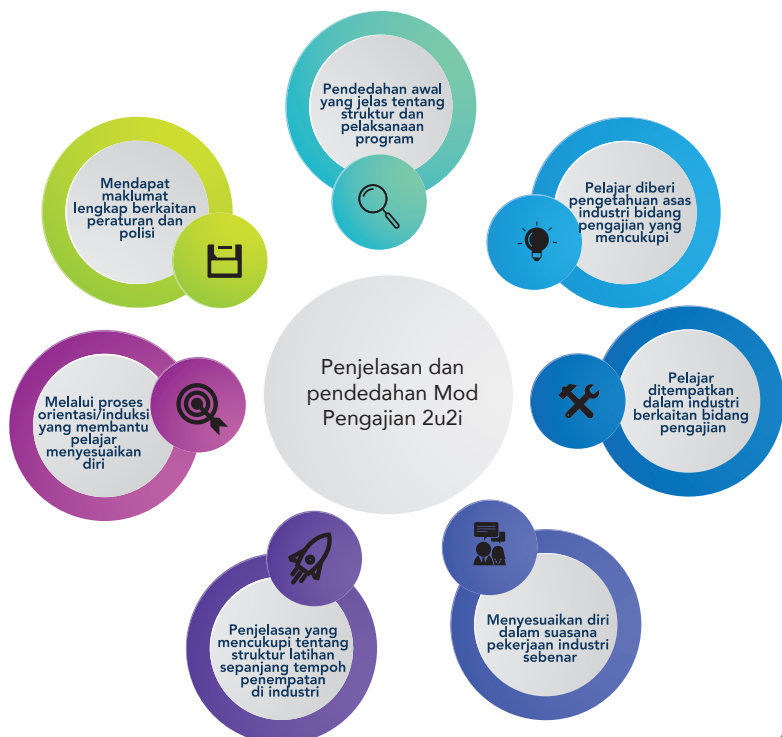 Pendedahan awal
yang jelas tentang
struktur dan
pelaksanaan
program
Pelajar diberi
pengetahuan asas
industri bidang
pengajian yang
mencukupi
Pelajar
ditempatkan
dalam industri
berkaitan bidang
pengajian
Menyesuaikan diri
dalam suasana
pekerjaan industri
sebenar
Penjelasan yang
mencukupi tentang
struktur latihan
sepanjang tempoh
penempatan
di industri
Melalui proses
orientasi/induksi
yang membantu
pelajar
menyesuaikan
diri
Mendapat
maklumat
lengkap berkaitan
peraturan dan
polisi
Penjelasan dan
pendedahan Mod
Pengajian 2u2i